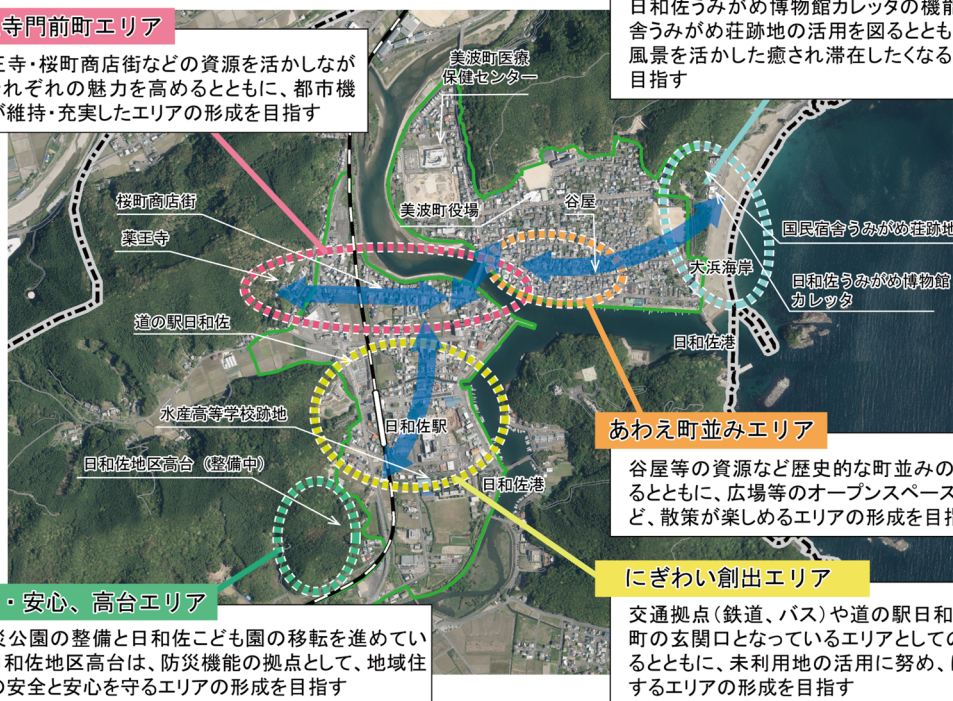 寺門前町エリア
寺・桜町商店街などの資源を活かしなが
れぞれの魅力を高めるとともに、都市機
が維持・充実したエリアの形成を目指す
日和佐うみがめ博物館カレッタの機能
舎うみがめ荘跡地の活用を図るととも
風景を活かした癒され滞在したくなる
目指す
美波町医療
保健センター
桜町商店街
薬王寺
美波町役場
谷屋
国民宿舎うみがめ荘跡地
大浜海岸
日和佐うみがめ博物館
カレッタ
道の駅日和佐
日和佐港
水産高等学校跡地
日和佐駅
日和佐地区高台（整備中）
日和佐港
あわえ町並みエリア
谷屋等の資源など歴史的な町並みの
るとともに、広場等のオープンスペース
ど、散策が楽しめるエリアの形成を目指
にぎわい創出エリア
交通拠点（鉄道、バス）や道の駅日和
町の玄関口となっているエリアとしての
るとともに、未利用地の活用に努め、
するエリアの形成を目指す
・安心、高台エリア
公園の整備と日和佐こども園の移転を進めてい
和佐地区高台は、防災機能の拠点として、地域住
の安全と安心を守るエリアの形成を目指す